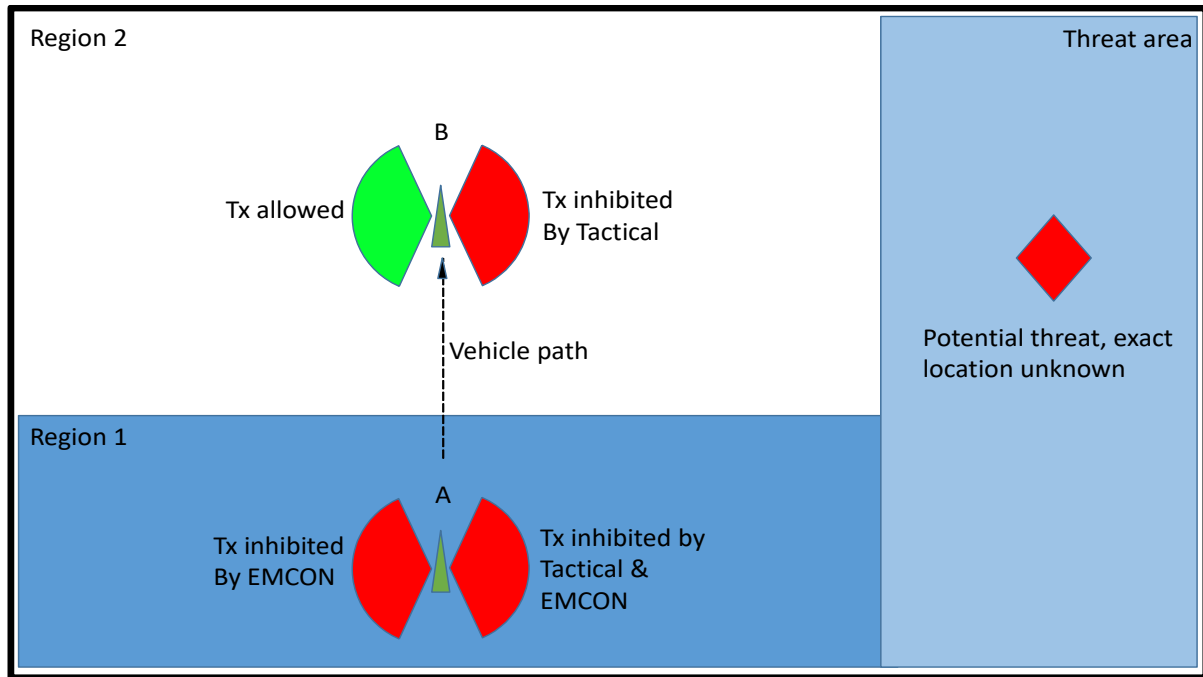 Region 2
Threat area
B
Tx allowed
Tx inhibited
By Tactical
Potential threat, exact
location unknown
Vehicle path
Region 1
A
Tx inhibited
By EMCON
Tx inhibited by
Tactical &
EMCON